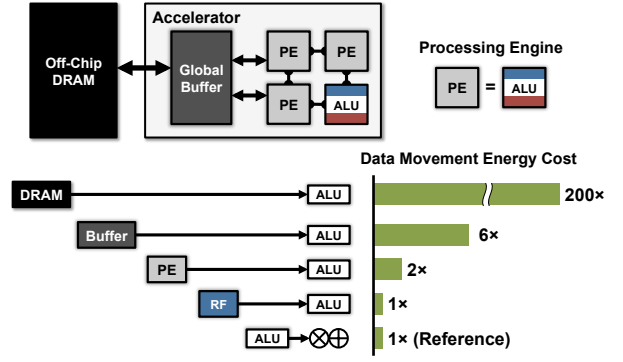 Accelerator
Off-Chip
DRAM
Global
Buffer
PE
PE
PE
ALU
Processing Engine
PE
=
ALU
Data Movement Energy Cost
DRAM
ALU
200×
Buffer
ALU
6×
PE
ALU
2×
RF
ALU
1×
ALU
1× (Reference)